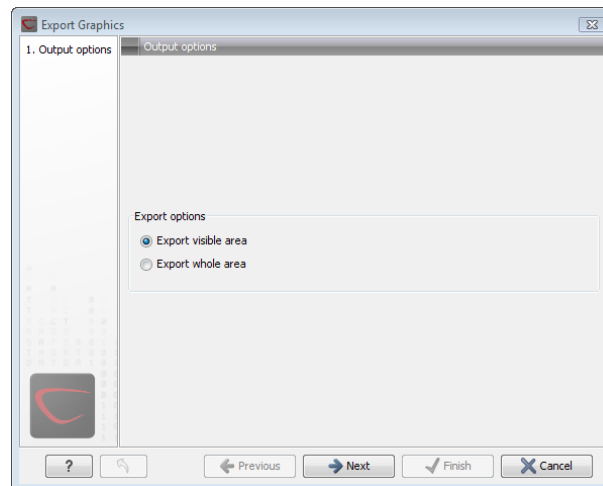 Export Graphics
1. Output options
Output options
Export options
Export visible area
Export whole area
?
Previous
Next
Finish
Cancel